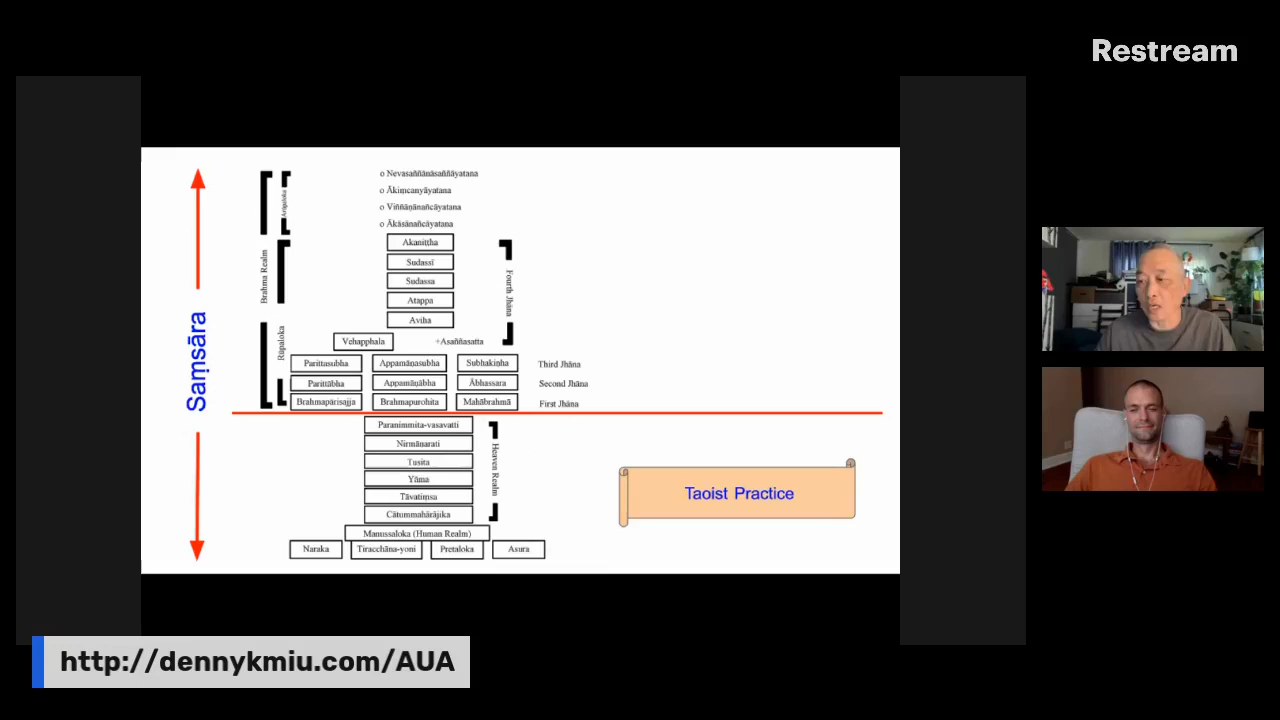 Restream
o Nevasaññānāsaññāyatana
o Ākiṃcanyāyatana
o Viññāṇānañcāyatana
o Ākāsānañcāyatana
Arūpaloka
Akaniṭṭha
Sudassī
Sudassa
Atappa
Aviha
Brahma Realm
Fourth Jhāna
Vehapphala
÷Asaññasatta
Rūpaloka
Parittasubha
Appamāṇasubha
Subhakiṇha
Third Jhāna
Parittābha
Appamāṇābha
Ābhassara
Second Jhāna
Brahmapārisajja
Brahmapurohita
Mahābrahmā
First Jhāna
Saṃsāra
Paranimmita-vasavatti
Nirmāṇarati
Tusita
Yāma
Tāvatiṃsa
Cātummahārājika
Heaven Realm
Manussaloka (Human Realm)
Naraka
Tiracchāna-yoni
Pretaloka
Asura
Taoist Practice
http://dennykmiu.com/AUA